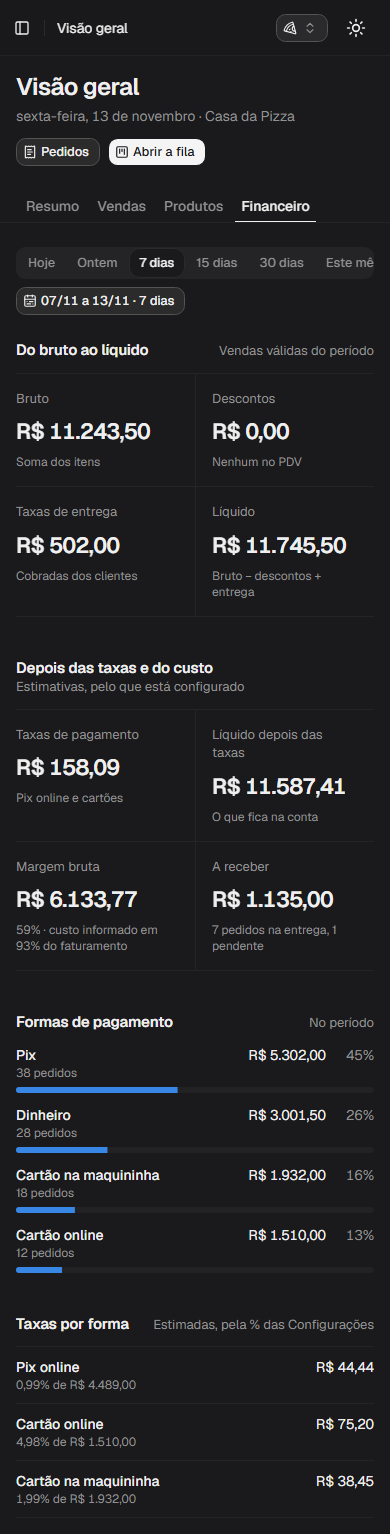 Visão geral
Visão geral
sexta-feira, 13 de novembro · Casa da Pizza
Pedidos
Abrir a fila
Resumo Vendas Produtos Financeiro
Hoje Ontem 7 dias 15 dias 30 dias Este mê
07/11 a 13/11 · 7 dias
Do bruto ao líquido Vendas válidas do período
Bruto
R$ 11.243,50
Soma dos itens
Descontos
R$ 0,00
Nenhum no PDV
Taxas de entrega
R$ 502,00
Cobradas dos clientes
Líquido
R$ 11.745,50
Bruto – descontos +
entrega
Depois das taxas e do custo
Estimativas, pelo que está configurado
Taxas de pagamento
R$ 158,09
Pix online e cartões
Líquido depois das
taxas
R$ 11.587,41
O que fica na conta
Margem bruta
R$ 6.133,77
59% · custo informado em
93% do faturamento
A receber
R$ 1.135,00
7 pedidos na entrega, 1
pendente
Formas de pagamento No período
Pix R$ 5.302,00 45%
38 pedidos
Dinheiro R$ 3.001,50 26%
28 pedidos
Cartão na maquininha R$ 1.932,00 16%
18 pedidos
Cartão online R$ 1.510,00 13%
12 pedidos
Taxas por forma Estimadas, pela % das Configurações
Pix online R$ 44,44
0,99% de R$ 4.489,00
Cartão online R$ 75,20
4,98% de R$ 1.510,00
Cartão na maquininha R$ 38,45
1,99% de R$ 1.932,00